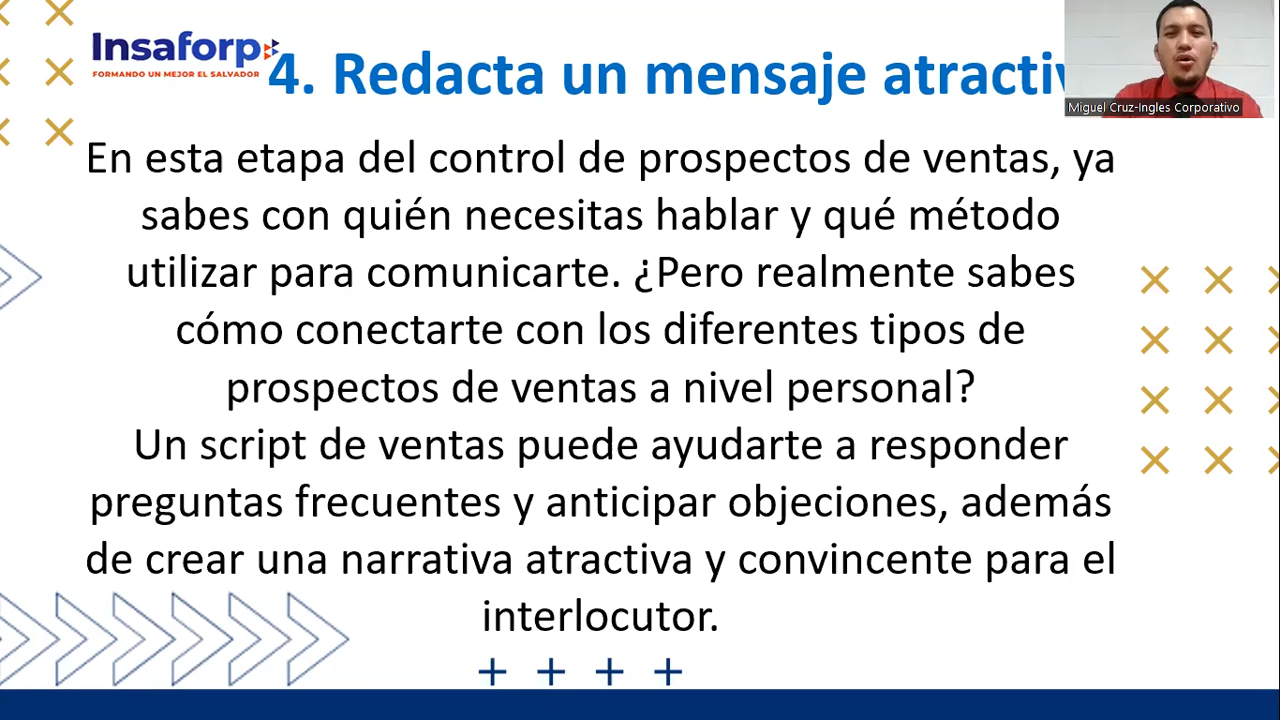 Insaforp
FORMANDO UN MEJOR EL SALVADOR
4. Redacta un mensaje atracti
Miguel Cruz-Ingles Corporativo
En esta etapa del control de prospectos de ventas, ya
sabes con quién necesitas hablar y qué método
utilizar para comunicarte. ¿Pero realmente sabes
cómo conectarte con los diferentes tipos de
prospectos de ventas a nivel personal?
Un script de ventas puede ayudarte a responder
preguntas frecuentes y anticipar objeciones, además
de crear una narrativa atractiva y convincente para el
interlocutor.